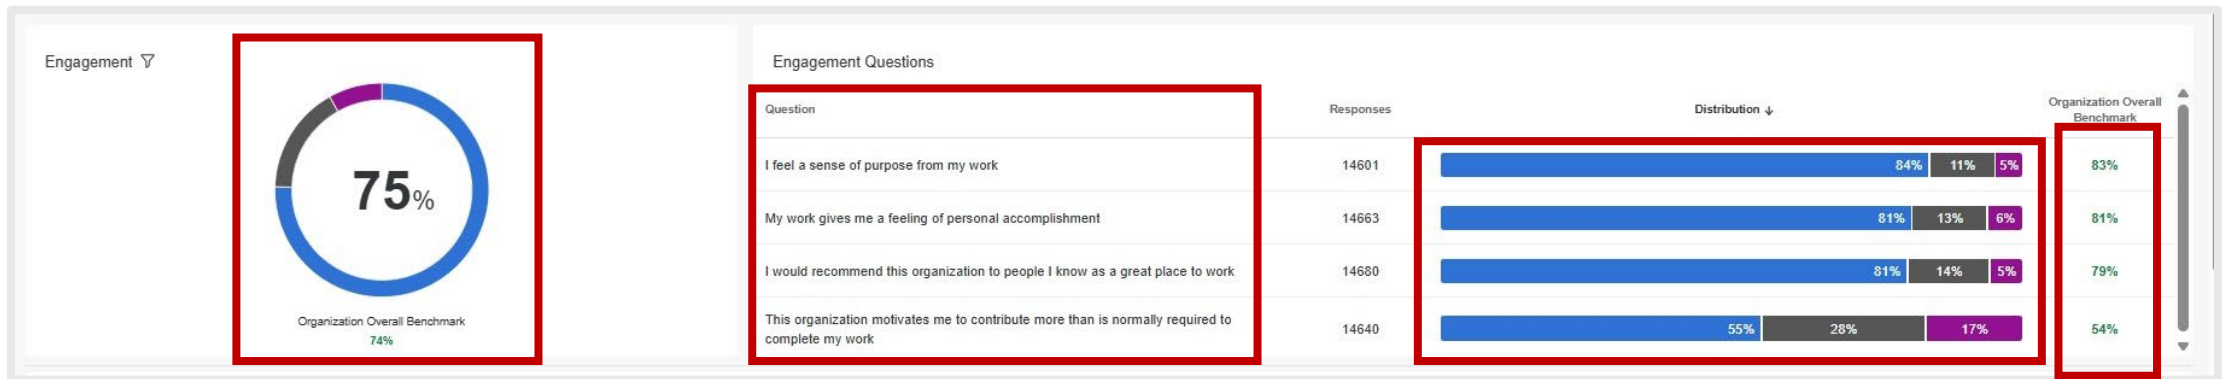 Engagement
75%
Organization Overall Benchmark
74%
Engagement Questions
Question Responses Distribution ↓ Organization Overall
Benchmark
I feel a sense of purpose from my work 14601 84% 11% 5% 83%
My work gives me a feeling of personal accomplishment 14663 81% 13% 6% 81%
I would recommend this organization to people I know as a great place to work 14680 81% 14% 5% 79%
This organization motivates me to contribute more than is normally required to
complete my work 14640 55% 28% 17% 54%